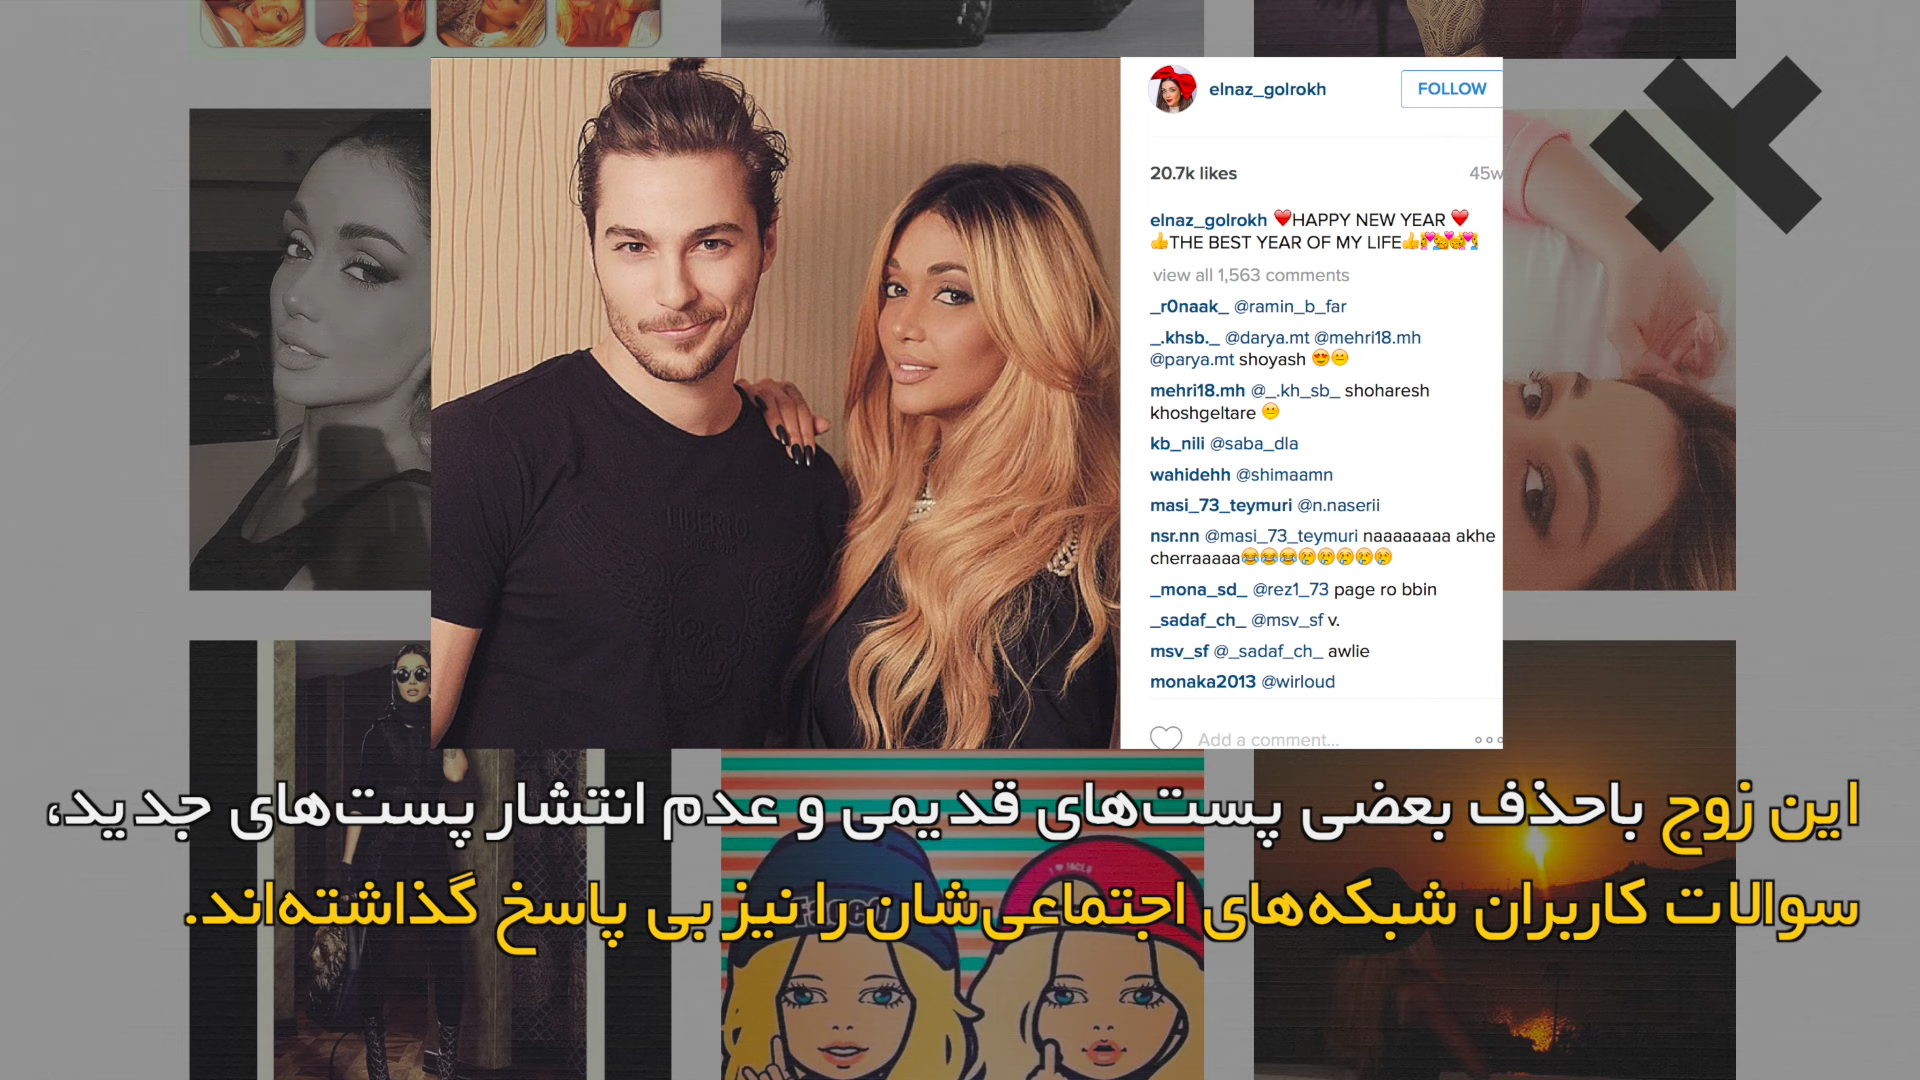 elnaz_golrokh
FOLLOW
20.7k likes
45w
elnaz_golrokh ❤️HAPPY NEW YEAR ❤️
👍THE BEST YEAR OF MY LIFE👍
view all 1,563 comments
_r0naak_ @ramin_b_far
_.khsb._ @darya.mt @mehri18.mh
@parya.mt shoyash 😍😐
mehri18.mh @_.kh_sb_ shoharesh
khoshgeltare 😐
kb_nili @saba_dla
wahidehh @shimaamn
masi_73_teymuri @n.naserii
nsr.nn @masi_73_teymuri naaaaaaaa akhe
cherraaaaa😂😂😂😢😢😢😢😢
_mona_sd_ @rez1_73 page ro bbin
_sadaf_ch_ @msv_sf v.
msv_sf @_sadaf_ch_ awlie
monaka2013 @wirloud
Add a comment...
این زوج باحذف بعضی پست‌های قدیمی و عدم انتشار پست‌های جدید،
سوالات کاربران شبکه‌های اجتماعی‌شان را نیز بی پاسخ گذاشته‌اند.